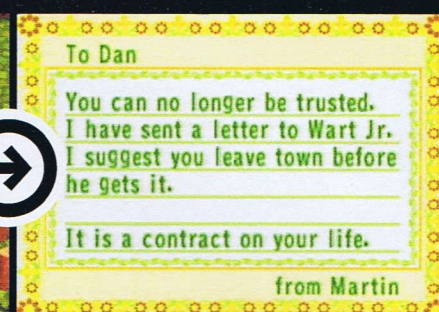 To Dan
You can no longer be trusted.
I have sent a letter to Wart Jr.
I suggest you leave town before
he gets it.
It is a contract on your life.
from Martin